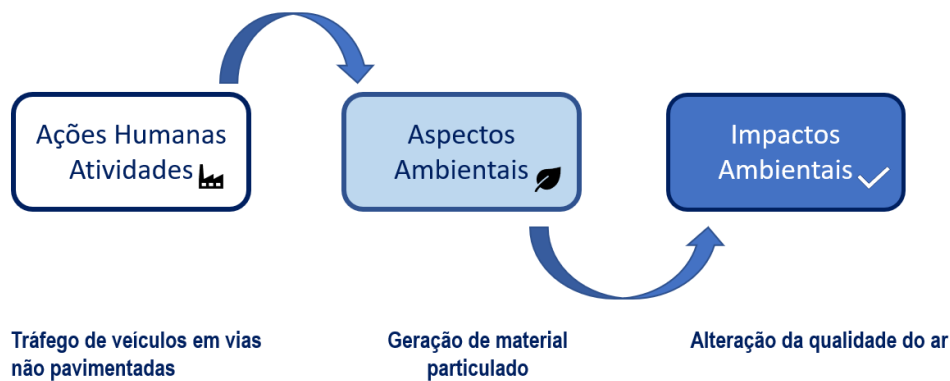 Ações Humanas
Atividades
Aspectos
Ambientais
Impactos
Ambientais
Tráfego de veículos em vias
não pavimentadas
Geração de material
particulado
Alteração da qualidade do ar